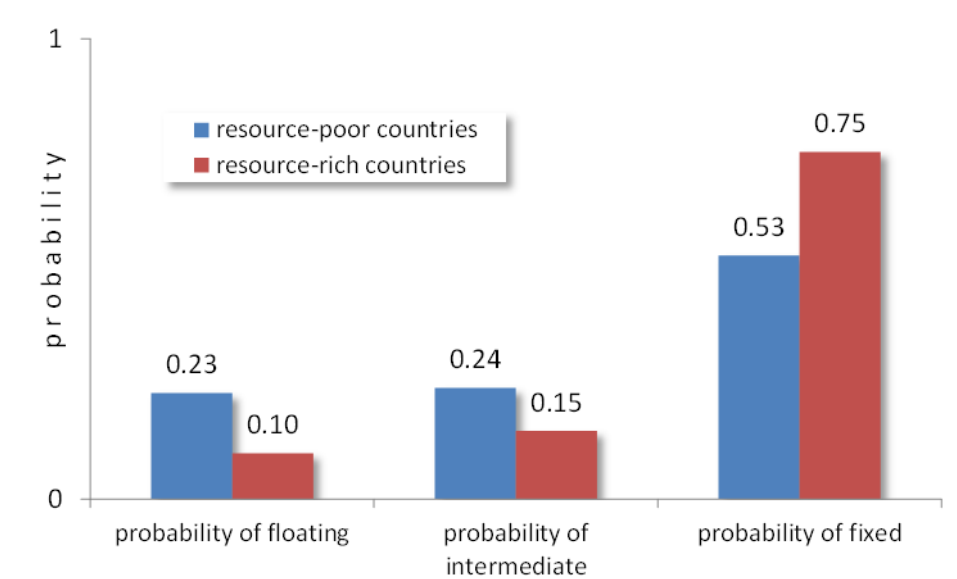 1
probability
resource-poor countries
resource-rich countries
0.75
0.53
0.23
0.24
0.10
0.15
0
probability of floating
probability of
intermediate
probability of fixed